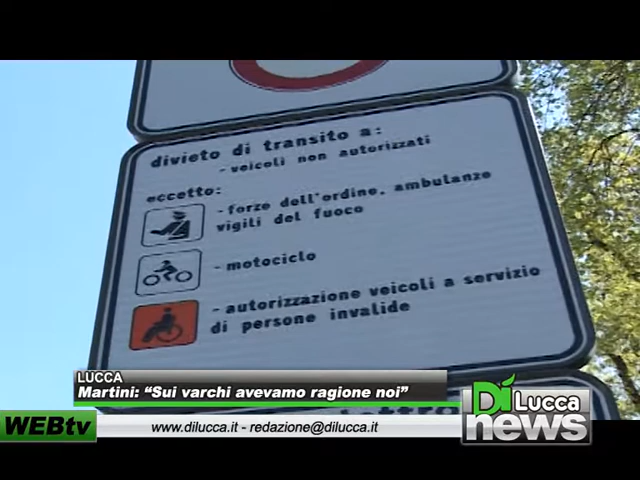 divieto di transito a:
- veicoli non autorizzati
eccetto:
- forze dell'ordine, ambulanze
vigili del fuoco
- motociclo
- autorizzazione veicoli a servizio
di persone invalide
LUCCA
Martini: “Sui varchi avevamo ragione noi”
WEBtv
www.dilucca.it - redazione@dilucca.it
Dì Lucca
news